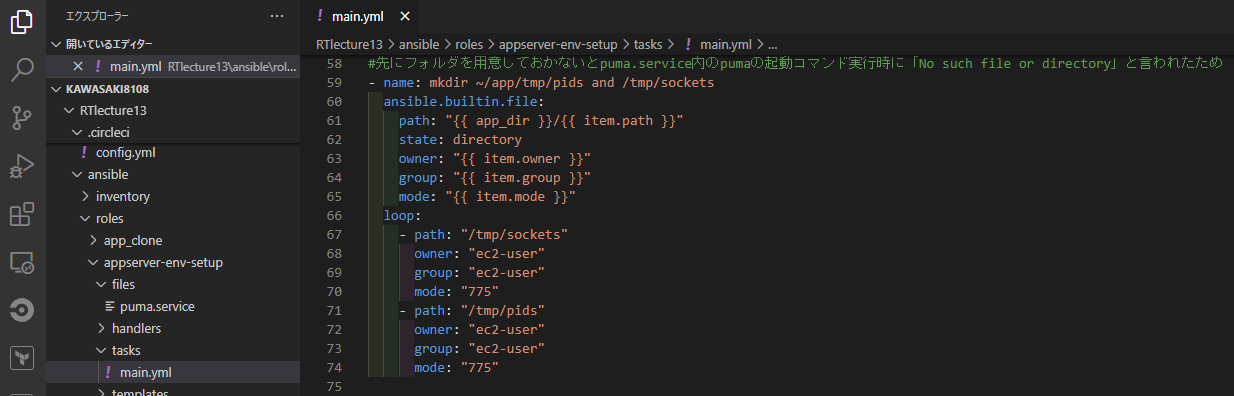 エクスプローラー
···
開いているエディター
main.yml RTlecture13\ansible\rol...
KAWASAKI8108
RTlecture13
.circleci
! config.yml
ansible
inventory
roles
app_clone
appserver-env-setup
files
puma.service
handlers
tasks
! main.yml
templates
! main.yml
RTlecture13 > ansible > roles > appserver-env-setup > tasks > ! main.yml > ...
58 #先にフォルダを用意しておかないとpuma.service内のpumaの起動コマンド実行時に「No such file or directory」と言われたため
59 - name: mkdir ~/app/tmp/pids and /tmp/sockets
60 ansible.builtin.file:
61 path: "{{ app_dir }}/{{ item.path }}"
62 state: directory
63 owner: "{{ item.owner }}"
64 group: "{{ item.group }}"
65 mode: "{{ item.mode }}"
66 loop:
67 - path: "/tmp/sockets"
68 owner: "ec2-user"
69 group: "ec2-user"
70 mode: "775"
71 - path: "/tmp/pids"
72 owner: "ec2-user"
73 group: "ec2-user"
74 mode: "775"
75